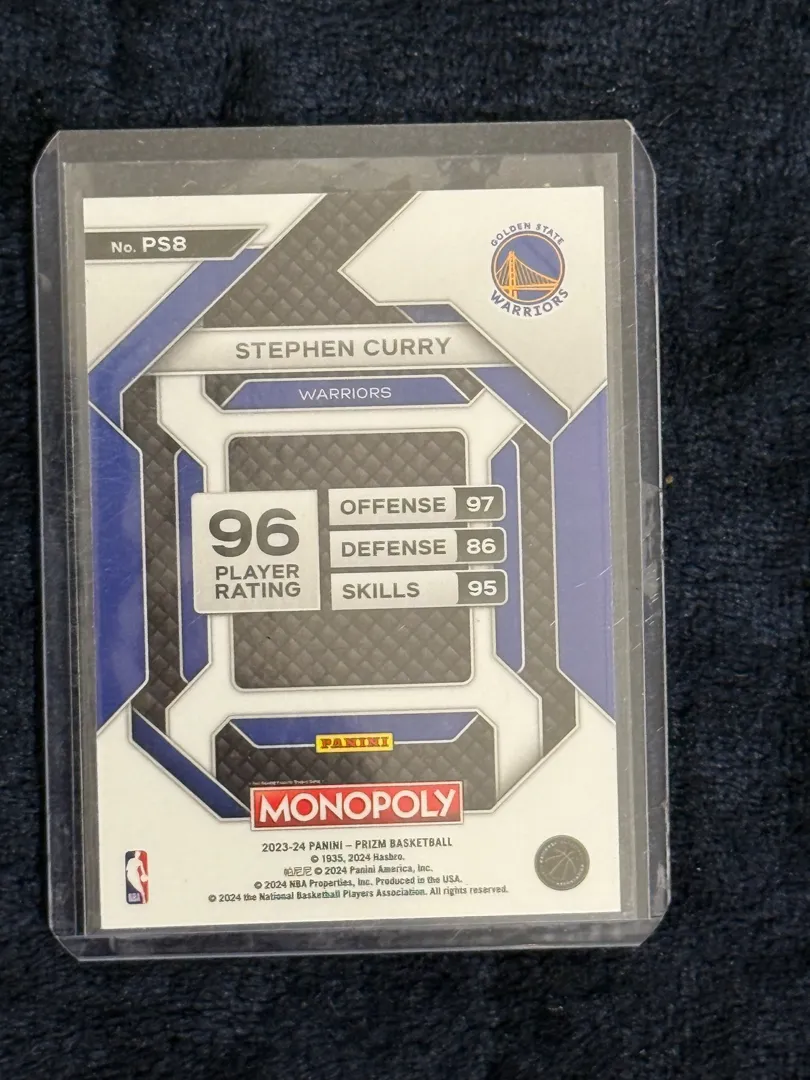 No. PS8
GOLDEN STATE
WARRIORS
STEPHEN CURRY
WARRIORS
96
PLAYER
RATING
OFFENSE 97
DEFENSE 86
SKILLS 95
PANINI
MONOPOLY
2023-24 PANINI – PRIZM BASKETBALL
© 1935, 2024 Hasbro.
帕尼尼 © 2024 Panini America, Inc.
© 2024 NBA Properties, Inc. Produced in the USA.
© 2024 the National Basketball Players Association. All rights reserved.
NBA